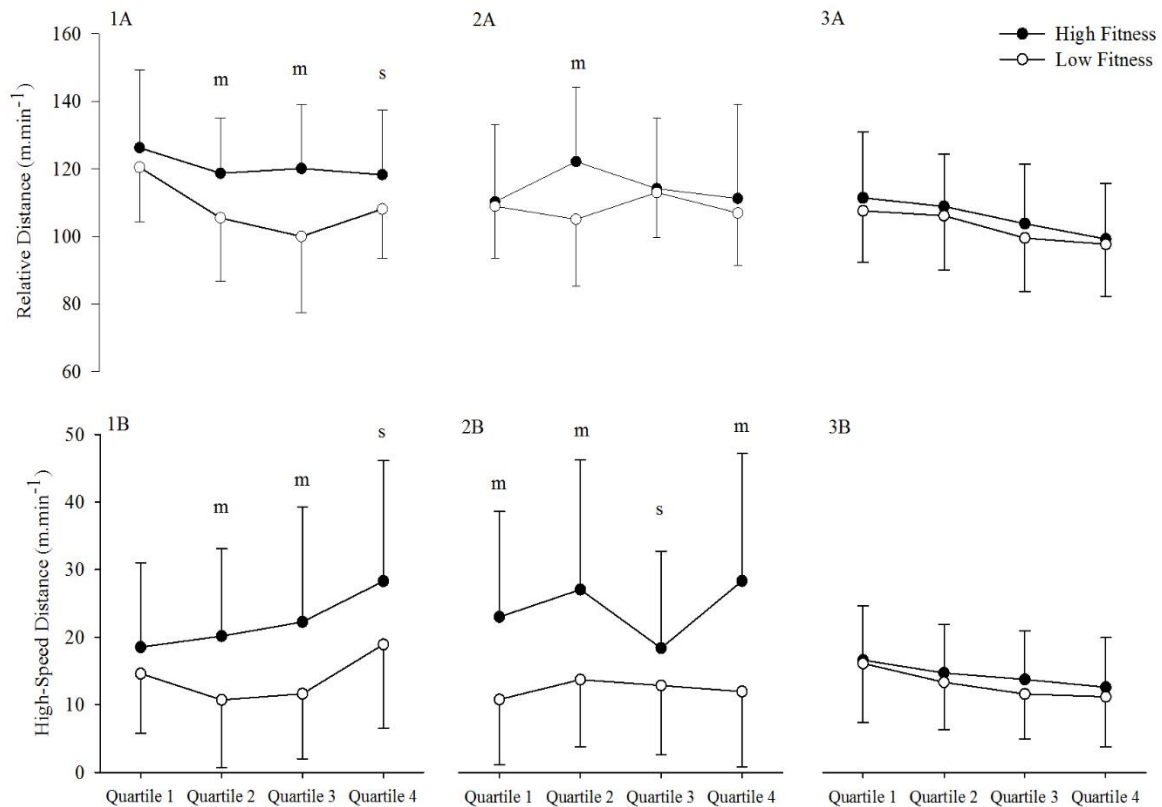 1A
2A
3A
High Fitness
Low Fitness
m
m
s
m
160
140
120
100
80
60
Relative Distance (m.min⁻¹)
1B
2B
3B
m
m
s
m
m
s
m
50
40
30
20
10
0
High-Speed Distance (m.min⁻¹)
Quartile 1 Quartile 2 Quartile 3 Quartile 4
Quartile 1 Quartile 2 Quartile 3 Quartile 4
Quartile 1 Quartile 2 Quartile 3 Quartile 4